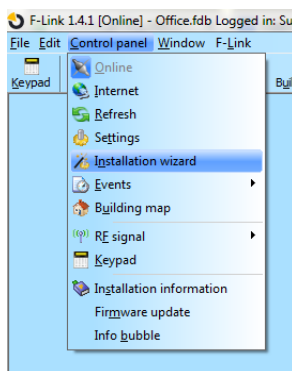 F-Link 1.4.1 [Online] - Office.fdb Logged in: Su
File Edit Control panel Window F-Link
Keypad
Online
Internet
Refresh
Settings
Installation wizard
Events
Building map
RF signal
Keypad
Installation information
Firmware update
Info bubble